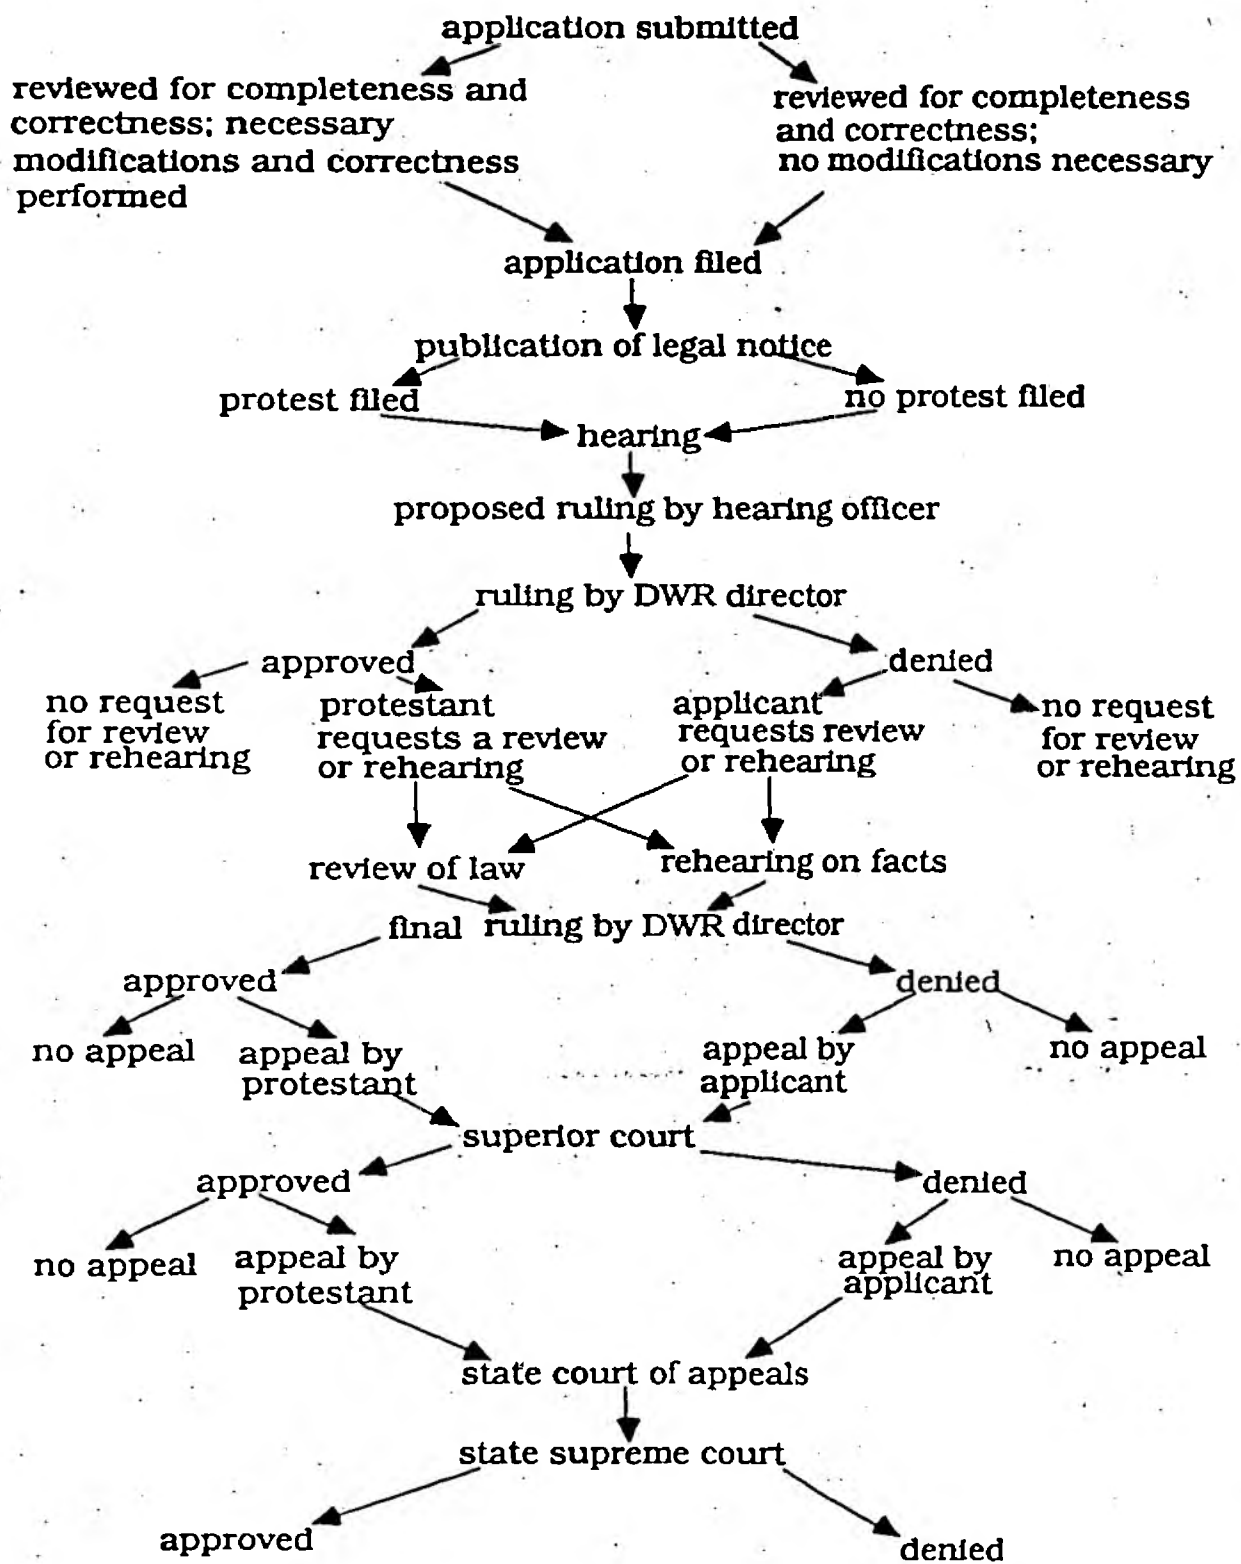 application submitted
reviewed for completeness and
correctness; necessary
modifications and correctness
performed
reviewed for completeness
and correctness;
no modifications necessary
application filed
publication of legal notice
protest filed
no protest filed
hearing
proposed ruling by hearing officer
ruling by DWR director
approved
denied
no request
for review
or rehearing
protestant
requests a review
or rehearing
applicant
requests review
or rehearing
no request
for review
or rehearing
review of law
rehearing on facts
final ruling by DWR director
approved
denied
no appeal
appeal by
protestant
appeal by
applicant
no appeal
superior court
approved
denied
no appeal
appeal by
protestant
appeal by
applicant
no appeal
state court of appeals
state supreme court
approved
denied